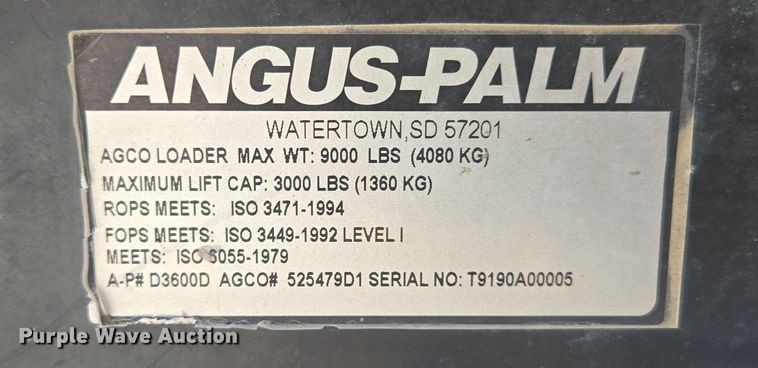 ANGUS-PALM
WATERTOWN,SD 57201
AGCO LOADER MAX WT: 9000 LBS (4080 KG)
MAXIMUM LIFT CAP: 3000 LBS (1360 KG)
ROPS MEETS: ISO 3471-1994
FOPS MEETS: ISO 3449-1992 LEVEL I
MEETS: ISO 6055-1979
A-P# D3600D AGCO# 525479D1 SERIAL NO: T9190A00005
Purple Wave Auction